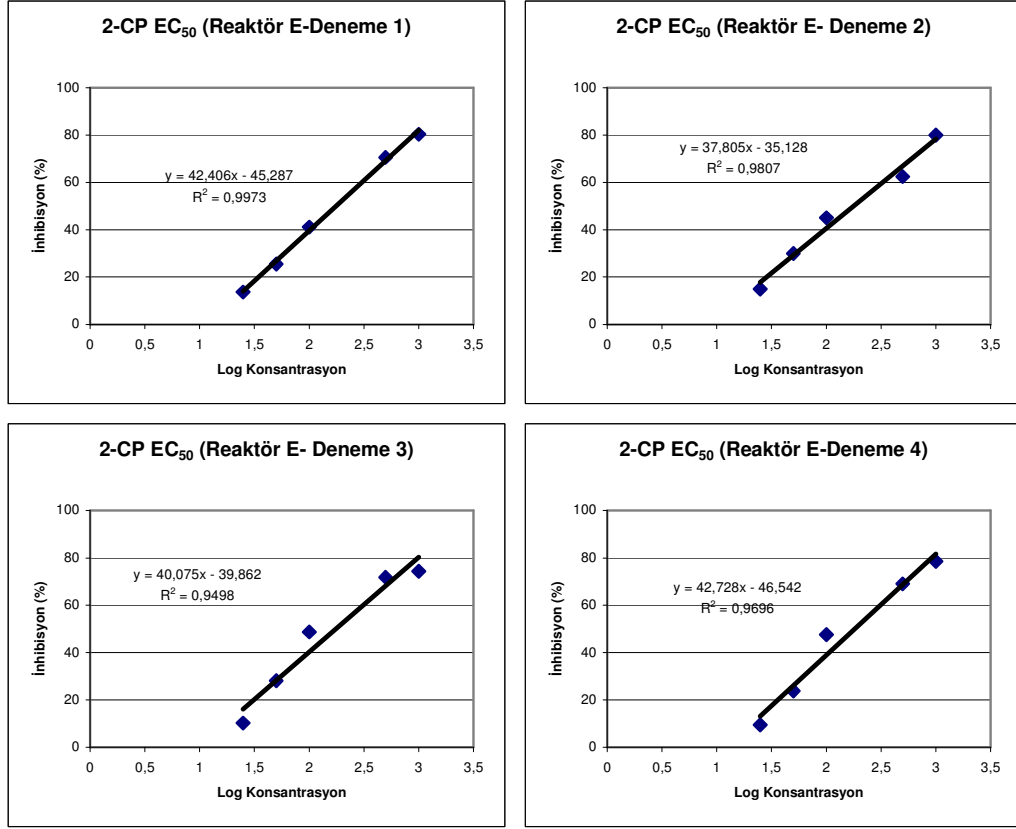 2-CP EC50 (Reaktör E-Deneme 1)
100
80
60
40
20
0
İnhibisyon (%)
y = 42,406x - 45,287
R2 = 0,9973
0 0,5 1 1,5 2 2,5 3 3,5
Log Konsantrasyon
2-CP EC50 (Reaktör E- Deneme 2)
100
80
60
40
20
0
İnhibisyon (%)
y = 37,805x - 35,128
R2 = 0,9807
0 0,5 1 1,5 2 2,5 3 3,5
Log Konsantrasyon
2-CP EC50 (Reaktör E- Deneme 3)
100
80
60
40
20
0
İnhibisyon (%)
y = 40,075x - 39,862
R2 = 0,9498
0 0,5 1 1,5 2 2,5 3 3,5
Log Konsantrasyon
2-CP EC50 (Reaktör E-Deneme 4)
100
80
60
40
20
0
İnhibisyon (%)
y = 42,728x - 46,542
R2 = 0,9696
0 0,5 1 1,5 2 2,5 3 3,5
Log Konsantrasyon